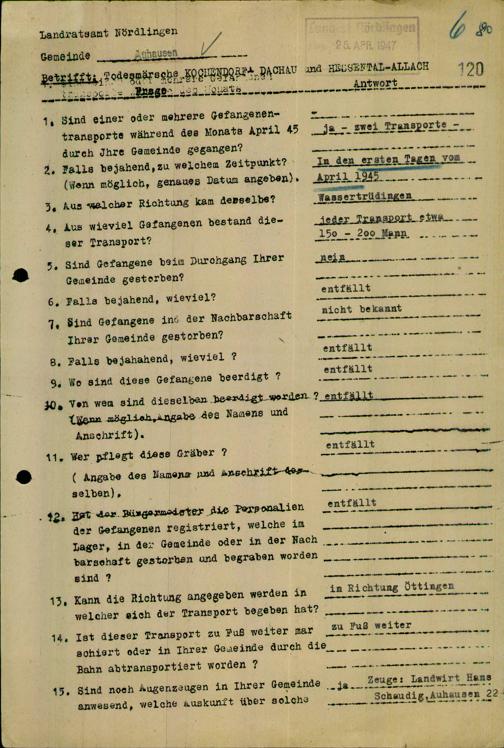 Landratsamt Nördlingen
Landrat Nördlingen
25. APR. 1947
6
80
Gemeinde Auhausen
Betrifft: Todesmärsche KOCHENDORF - DACHAU und HESSENTAL-ALLACH
120
Frage Antwort
1. Sind einer oder mehrere Gefangenen-
transporte während des Monats April 45
durch Jhre Gemeinde gegangen?
ja - zwei Transporte -
2. Falls bejahend, zu welchem Zeitpunkt?
(Wenn möglich, genaues Datum angeben).
In den ersten Tagen vom
April 1945
3. Aus welcher Richtung kam derselbe?
Wassertrüdingen
4. Aus wieviel Gefangenen bestand die-
ser Transport?
jeder Transport etwa
150 - 200 Mann
5. Sind Gefangene beim Durchgang Ihrer
Gemeinde gestorben?
nein
6. Falls bejahend, wieviel?
entfällt
7. Sind Gefangene in der Nachbarschaft
Ihrer Gemeinde gestorben?
nicht bekannt
8. Falls bejahahend, wieviel ?
entfällt
9. Wo sind diese Gefangene beerdigt ?
entfällt
10. Von wem sind dieselben beerdigt worden ?
(Wenn möglich,Angabe des Namens und
Anschrift).
entfällt
11. Wer pflegt diese Gräber ?
( Angabe des Namens und Anschrift des-
selben).
entfällt
12. Hat der Bürgermeister die Personalien
der Gefangenen registriert, welche im
Lager, in der Gemeinde oder in der Nach
barschaft gestorben und begraben worden
sind ?
entfällt
13. Kann die Richtung angegeben werden in
welcher sich der Transport begeben hat?
in Richtung Öttingen
14. Ist dieser Transport zu Fuß weiter mar
schiert oder in Ihrer Gemeinde durch die
Bahn abtransportiert worden ?
zu Fuß weiter
15. Sind noch Augenzeugen in Ihrer Gemeinde
anwesend, welche Auskunft über solche
ja Zeuge: Landwirt Hans
Schaudig,Auhausen 22